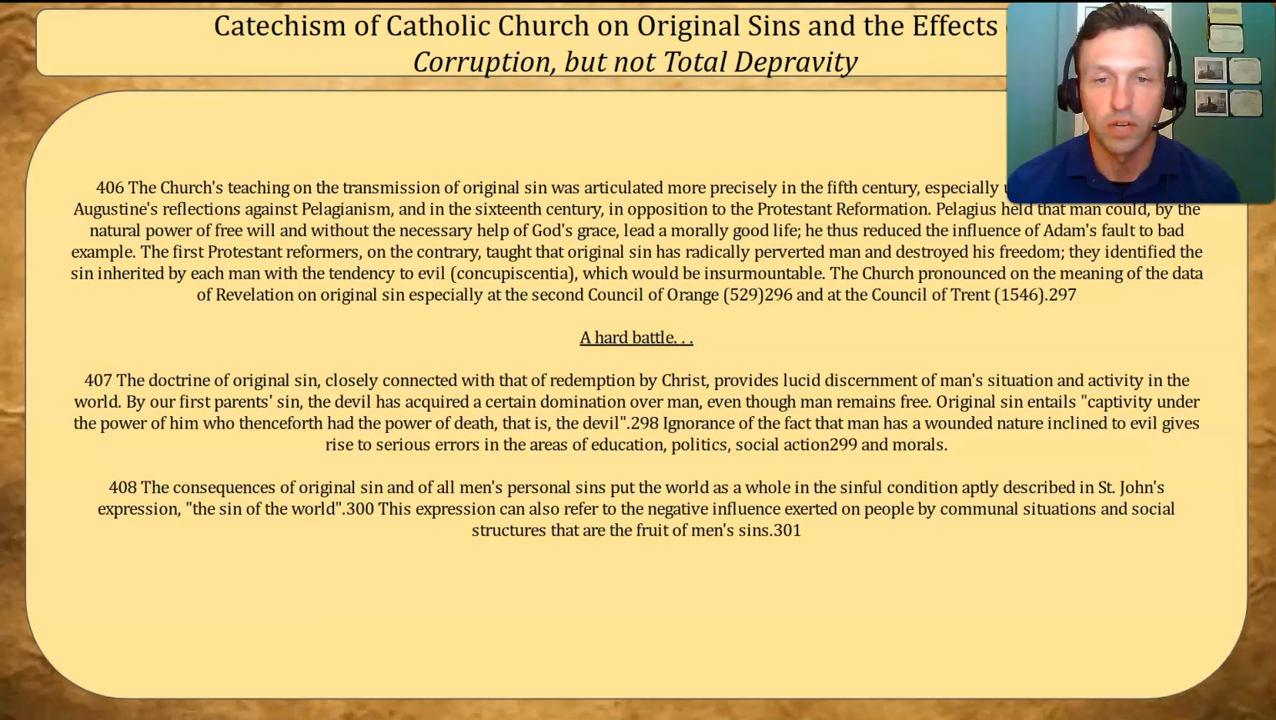 Catechism of Catholic Church on Original Sins and the Effects
Corruption, but not Total Depravity
406 The Church's teaching on the transmission of original sin was articulated more precisely in the fifth century, especially
Augustine's reflections against Pelagianism, and in the sixteenth century, in opposition to the Protestant Reformation. Pelagius held that man could, by the
natural power of free will and without the necessary help of God's grace, lead a morally good life; he thus reduced the influence of Adam's fault to bad
example. The first Protestant reformers, on the contrary, taught that original sin has radically perverted man and destroyed his freedom; they identified the
sin inherited by each man with the tendency to evil (concupiscentia), which would be insurmountable. The Church pronounced on the meaning of the data
of Revelation on original sin especially at the second Council of Orange (529)296 and at the Council of Trent (1546).297
A hard battle. . .
407 The doctrine of original sin, closely connected with that of redemption by Christ, provides lucid discernment of man's situation and activity in the
world. By our first parents' sin, the devil has acquired a certain domination over man, even though man remains free. Original sin entails "captivity under
the power of him who thenceforth had the power of death, that is, the devil".298 Ignorance of the fact that man has a wounded nature inclined to evil gives
rise to serious errors in the areas of education, politics, social action299 and morals.
408 The consequences of original sin and of all men's personal sins put the world as a whole in the sinful condition aptly described in St. John's
expression, "the sin of the world".300 This expression can also refer to the negative influence exerted on people by communal situations and social
structures that are the fruit of men's sins.301